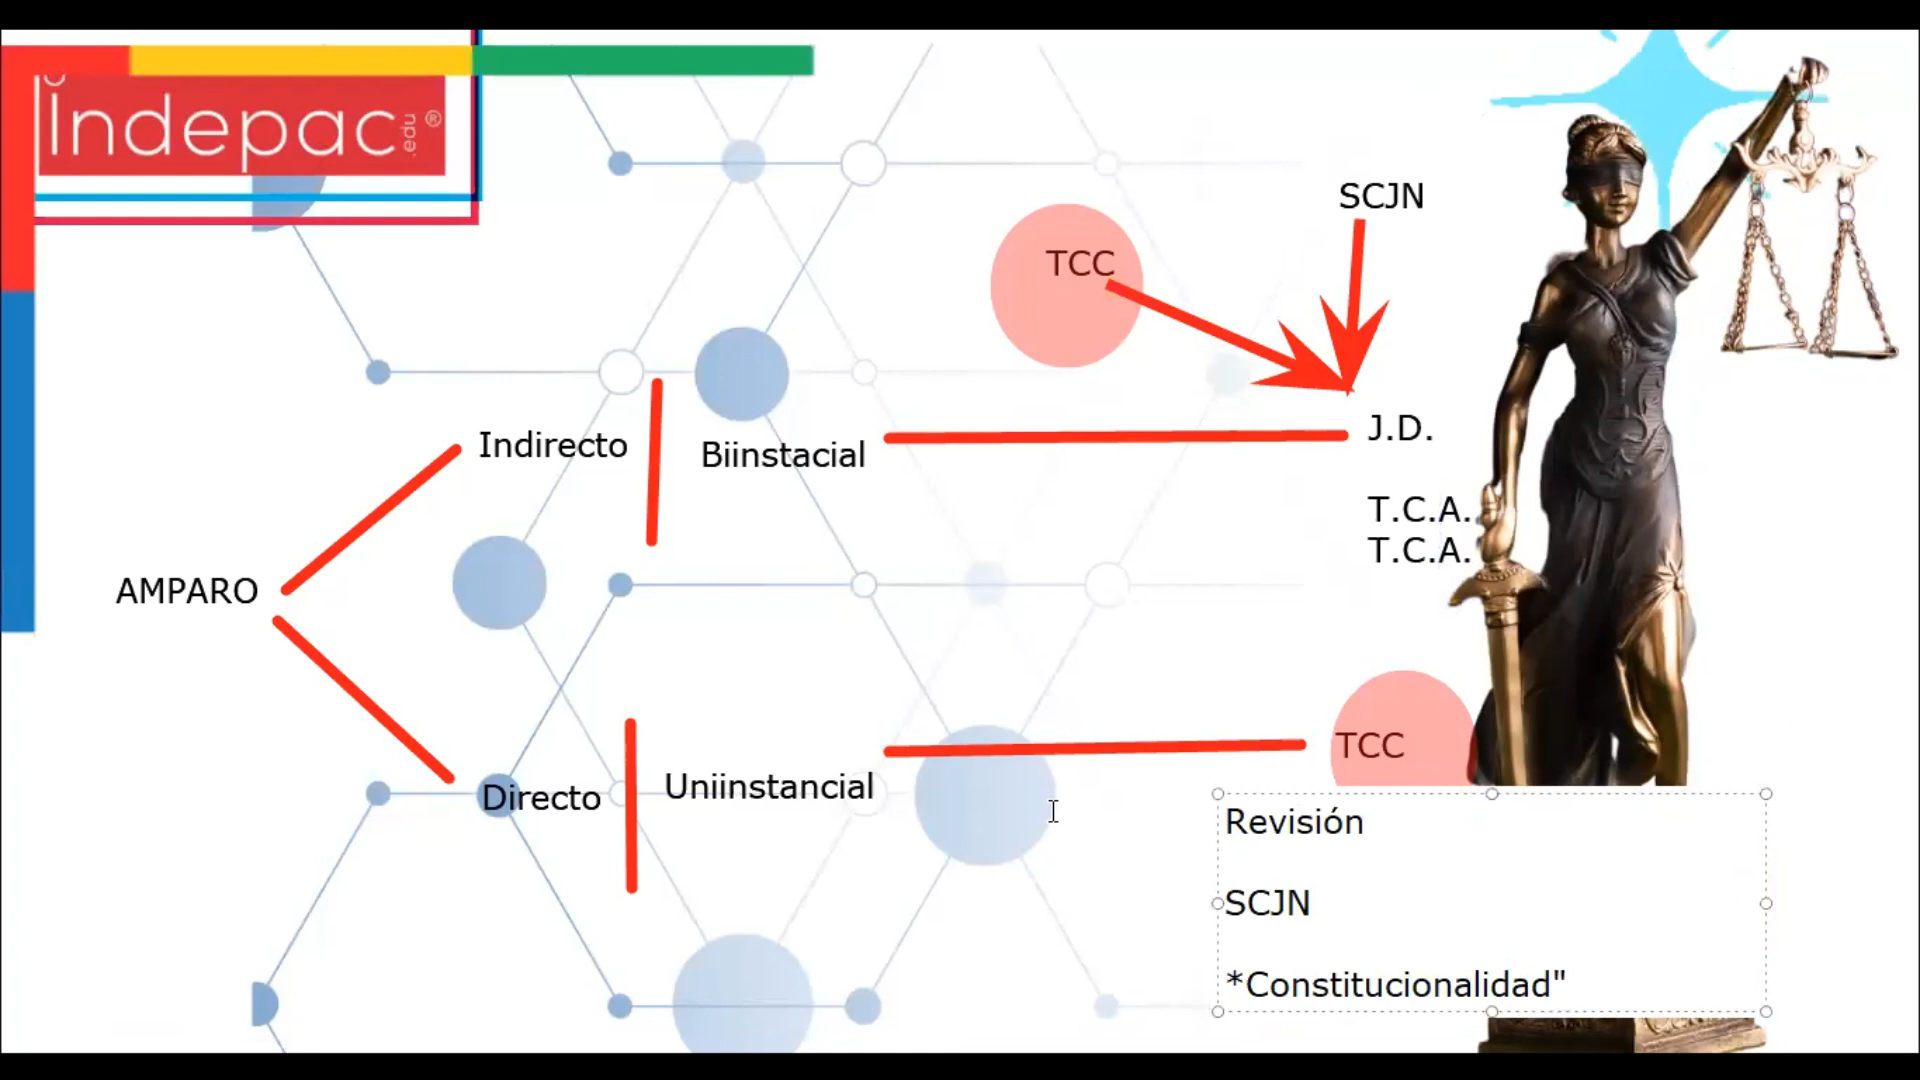 Indepac.edu®
SCJN
TCC
J.D.
Indirecto
Biinstacial
T.C.A.
T.C.A.
AMPARO
TCC
Directo
Uniinstancial
Revisión
SCJN
*Constitucionalidad"